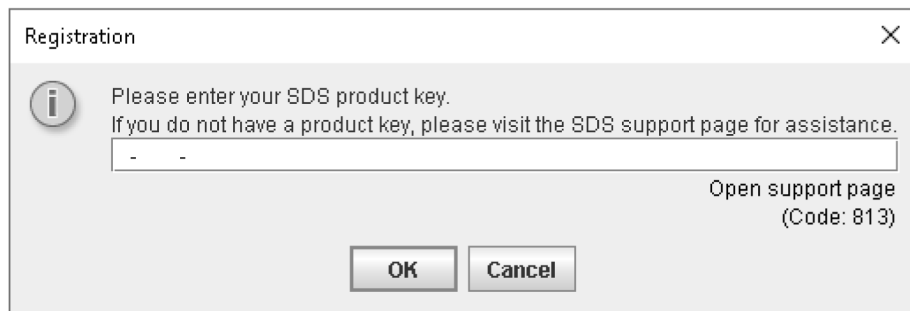 Registration
Please enter your SDS product key.
If you do not have a product key, please visit the SDS support page for assistance.
- -
Open support page
(Code: 813)
OK Cancel